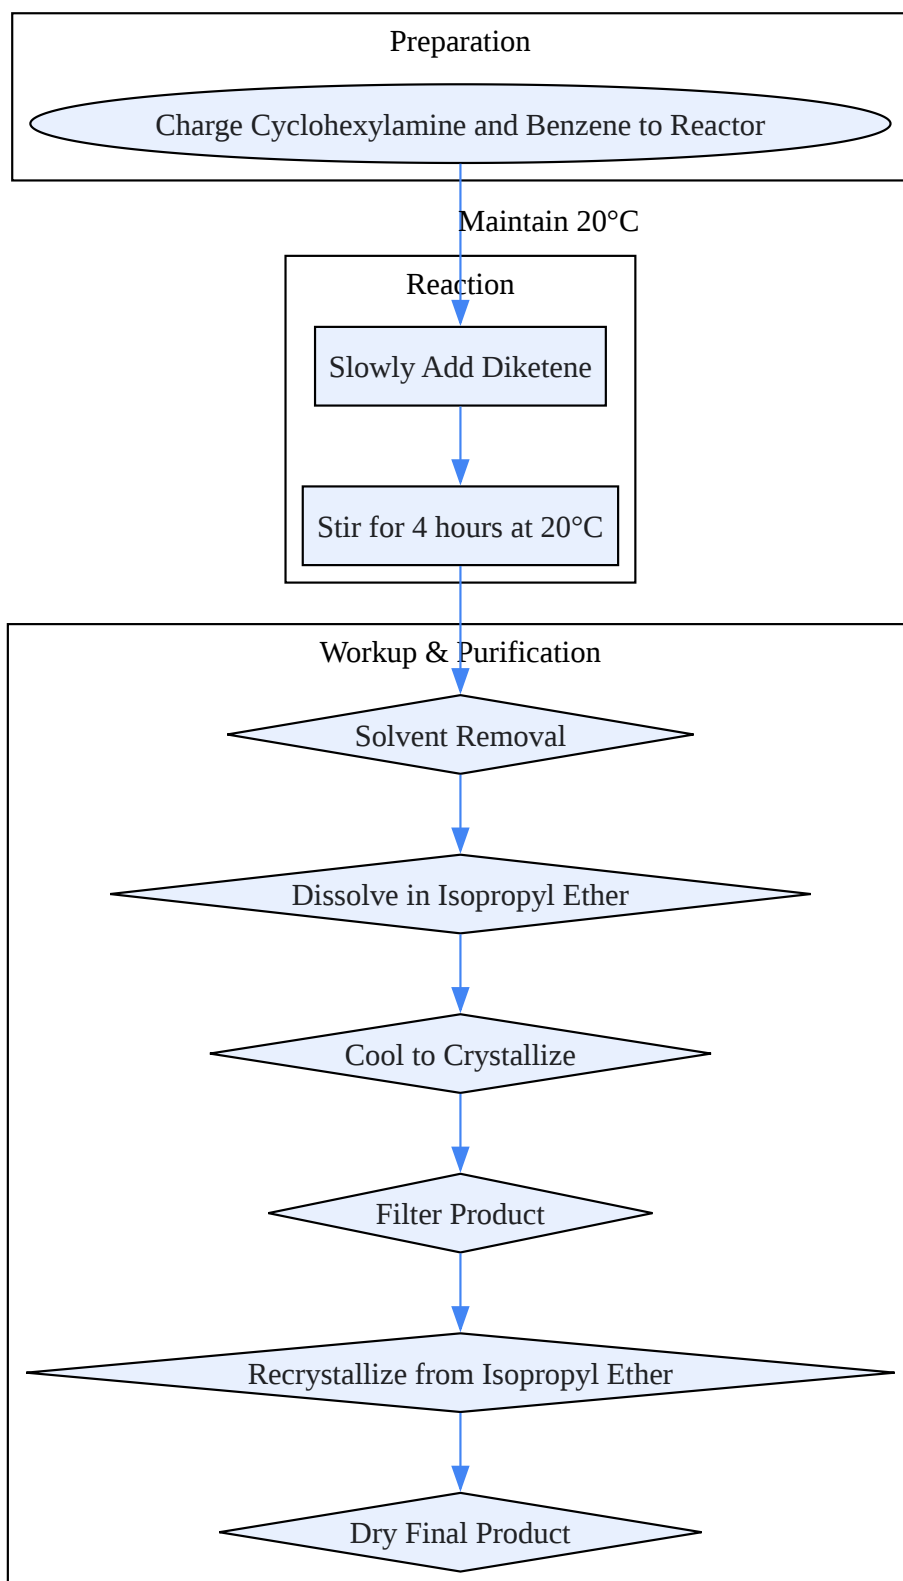 Preparation
Charge Cyclohexylamine and Benzene to Reactor
Maintain 20°C
Reaction
Slowly Add Diketene
Stir for 4 hours at 20°C
Workup & Purification
Solvent Removal
Dissolve in Isopropyl Ether
Cool to Crystallize
Filter Product
Recrystallize from Isopropyl Ether
Dry Final Product